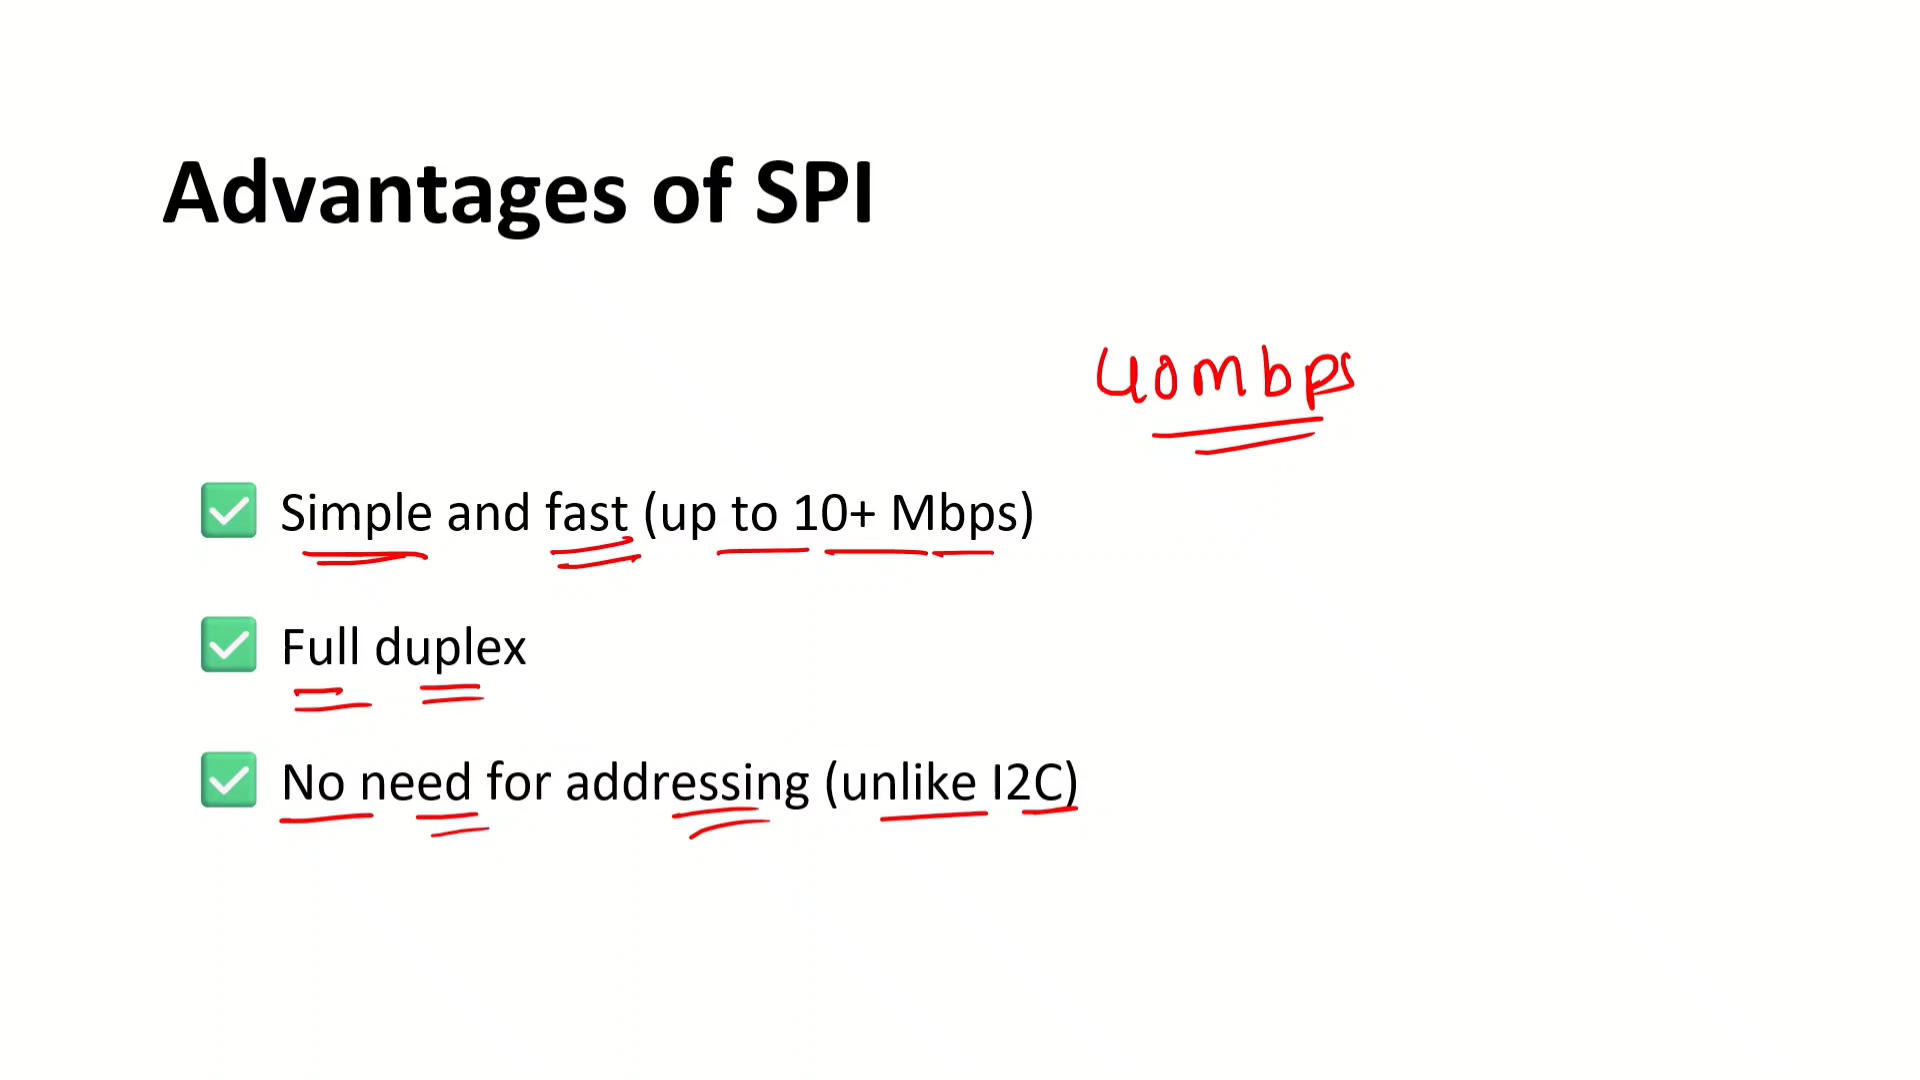 Advantages of SPI
40mbps
✅ Simple and fast (up to 10+ Mbps)
✅ Full duplex
✅ No need for addressing (unlike I2C)